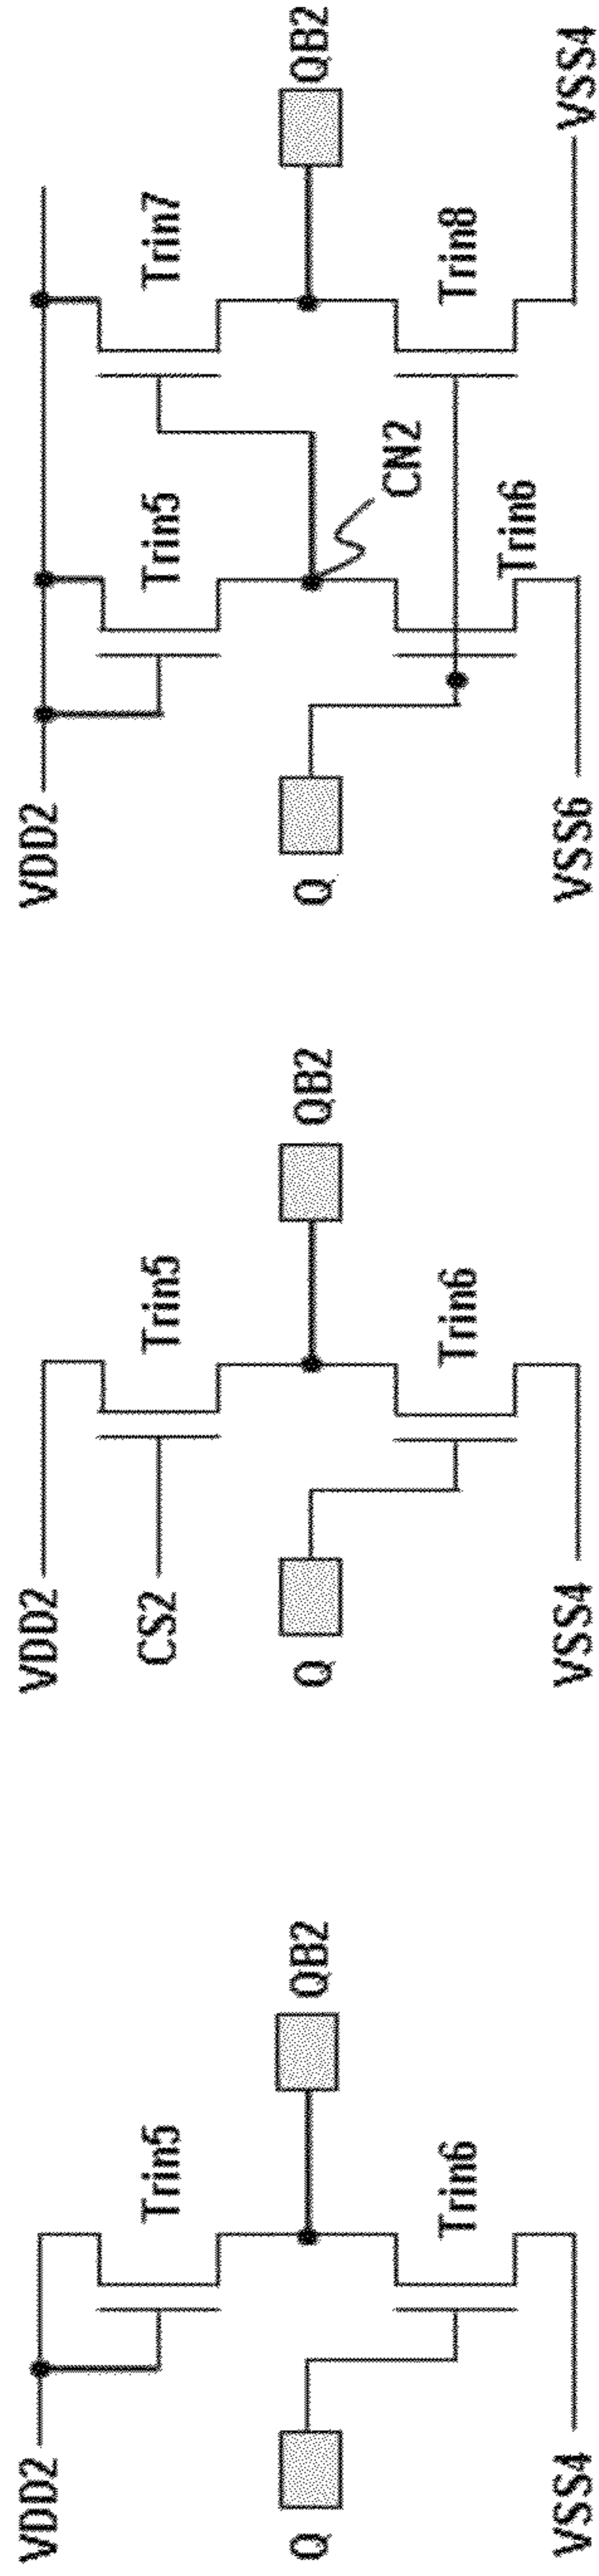 VDD2
Trin5
Q
QB2
Trin6
VSS4
VDD2
Trin5
CS2
Q
QB2
Trin6
VSS4
VDD2
Trin5
Trin7
Q
CN2
QB2
Trin6
Trin8
VSS6
VSS4